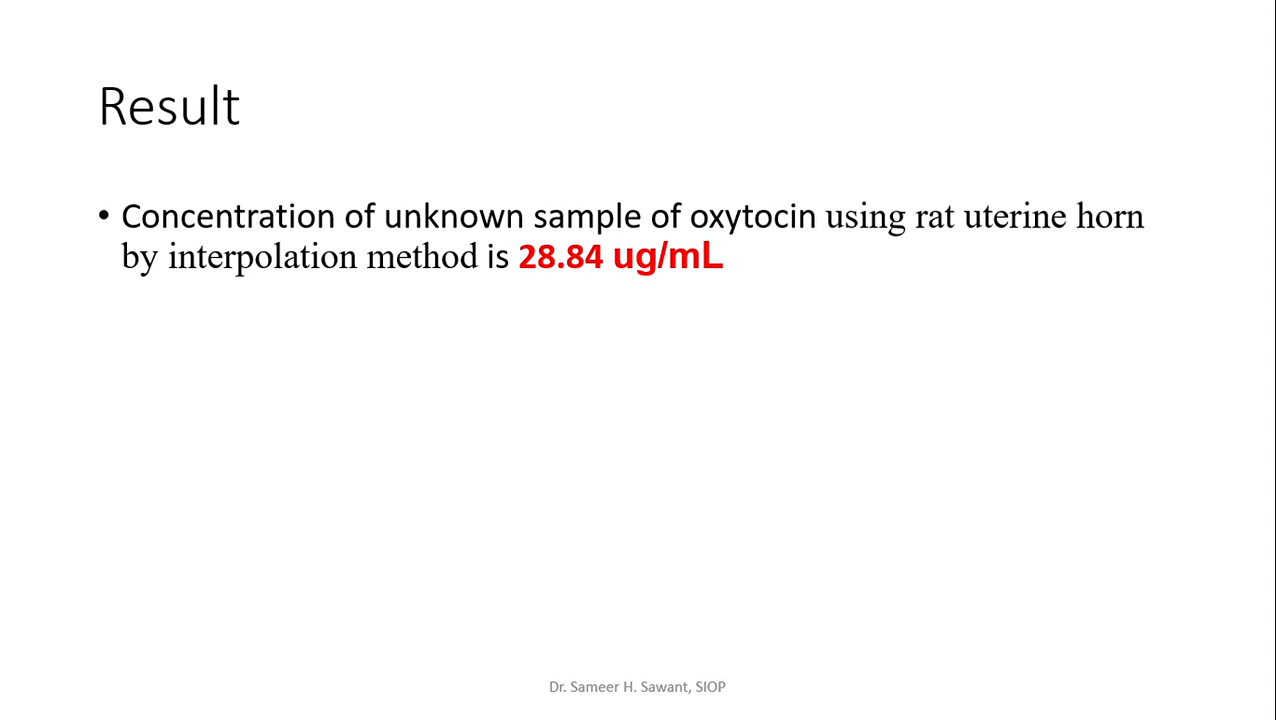 Result
• Concentration of unknown sample of oxytocin using rat uterine horn
by interpolation method is 28.84 ug/mL
Dr. Sameer H. Sawant, SIOP